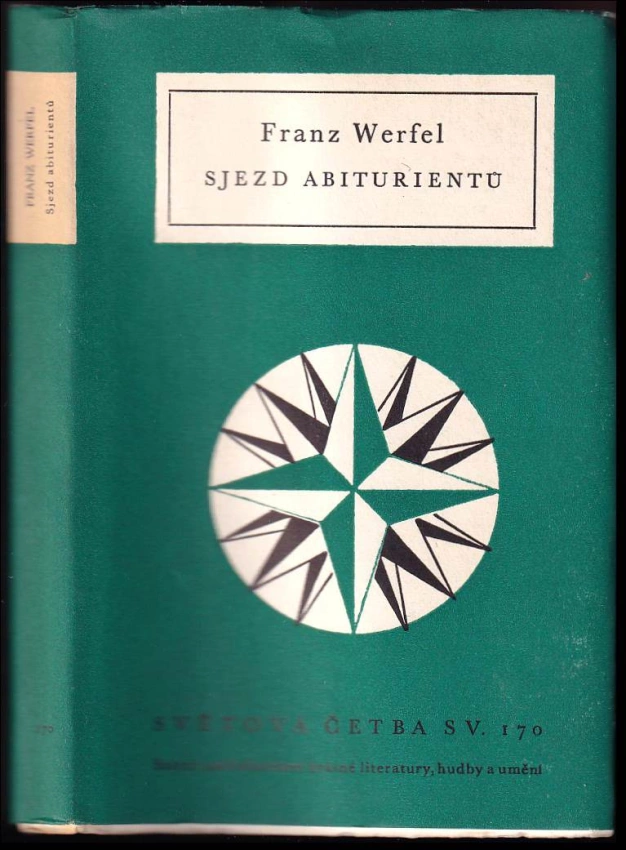 FRANZ WERFEL
Sjezd abiturientů
170
Franz Werfel
SJEZD ABITURIENTŮ
SVĚTOVÁ ČETBA SV. 170
krásné literatury, hudby a umění